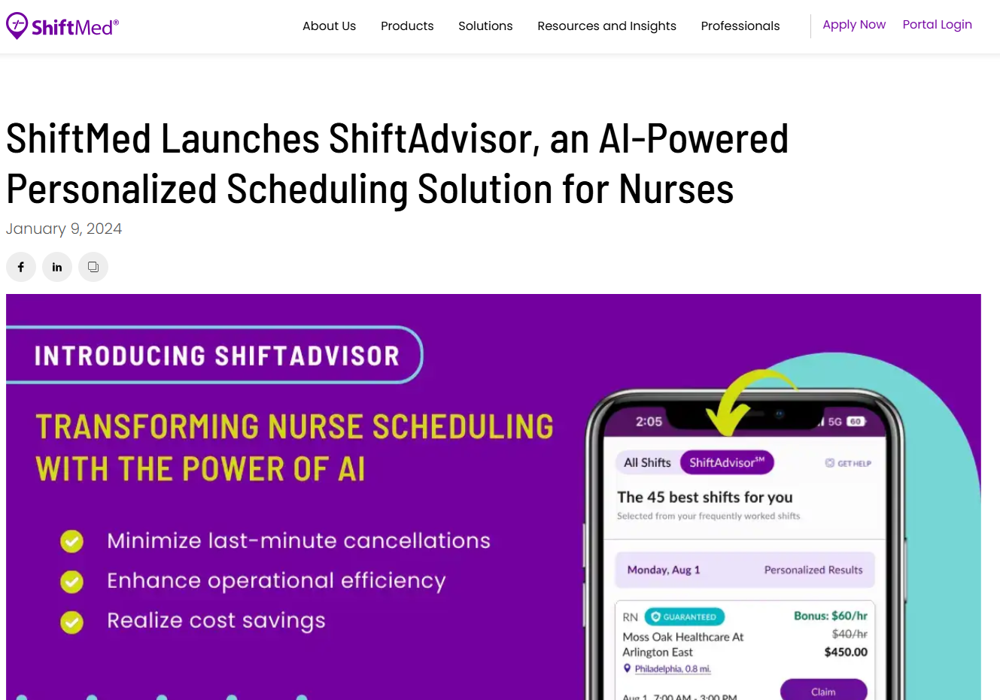 ShiftMed®
About Us
Products
Solutions
Resources and Insights
Professionals
Apply Now
Portal Login
ShiftMed Launches ShiftAdvisor, an AI-Powered
Personalized Scheduling Solution for Nurses
January 9, 2024
f
in
INTRODUCING SHIFTADVISOR
TRANSFORMING NURSE SCHEDULING
WITH THE POWER OF AI
Minimize last-minute cancellations
Enhance operational efficiency
Realize cost savings
2:05
5G 60
All Shifts
ShiftAdvisor℠
GET HELP
The 45 best shifts for you
Selected from your frequently worked shifts
Monday, Aug 1
Personalized Results
RN
GUARANTEED
Bonus: $60/hr
Moss Oak Healthcare At
$40/hr
Arlington East
$450.00
Philadelphia, 0.8 mi.
Claim
Aug 1, 7:00 AM - 3:00 PM